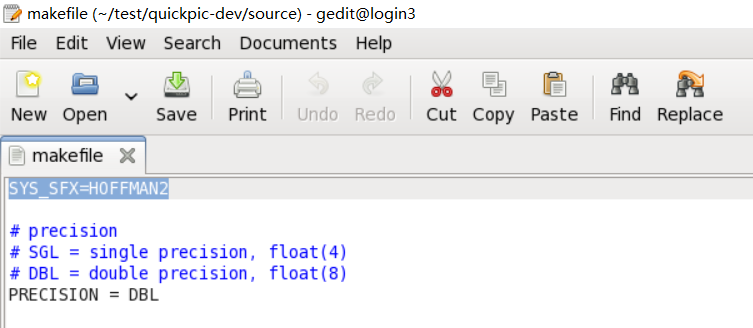 makefile (~/test/quickpic-dev/source) - gedit@login3
File Edit View Search Documents Help
New Open Save Print Undo Redo Cut Copy Paste Find Replace
makefile
SYS_SFX=HOFFMAN2
# precision
# SGL = single precision, float(4)
# DBL = double precision, float(8)
PRECISION = DBL